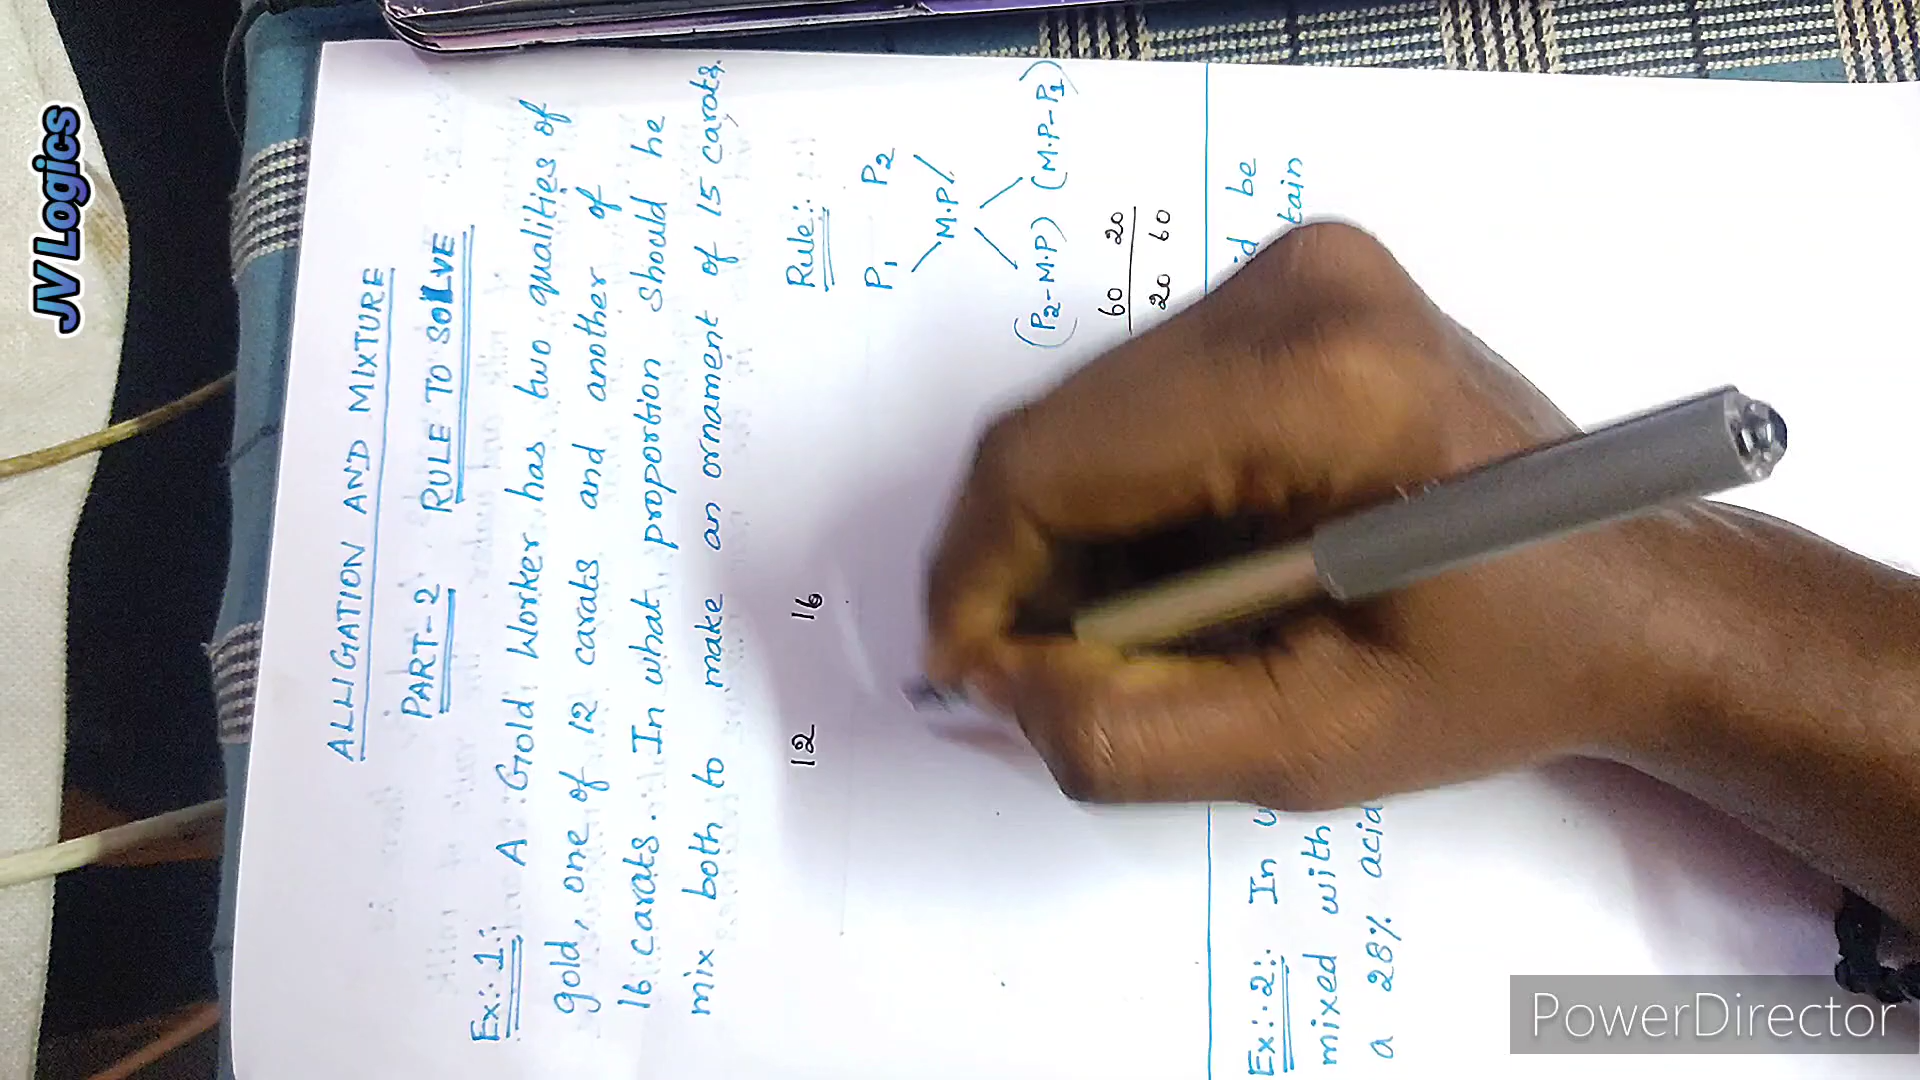 JV Logics
ALLIGATION AND MIXTURE
PART-2 RULE TO SOLVE
Ex:-1:- A Gold Worker has two qualities of
gold, one of 12 carats and another of
16 carats. In what proportion should he
mix both to make an ornament of 15 carats.
12 16
Rule:-
P1 P2
M.P
(P2-M.P) (M.P-P1)
60 20
20 60
Ex:-2:- In be
mixed with tain
a 28% acid
PowerDirector